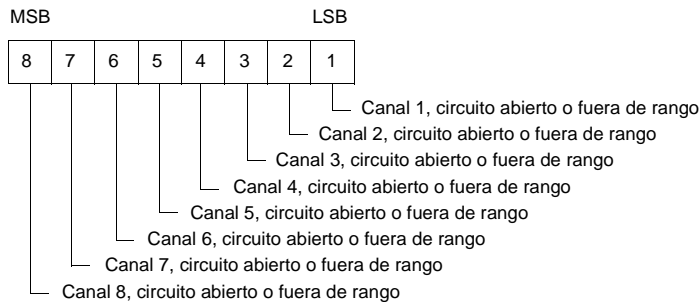 MSB LSB
8 7 6 5 4 3 2 1
Canal 1, circuito abierto o fuera de rango
Canal 2, circuito abierto o fuera de rango
Canal 3, circuito abierto o fuera de rango
Canal 4, circuito abierto o fuera de rango
Canal 5, circuito abierto o fuera de rango
Canal 6, circuito abierto o fuera de rango
Canal 7, circuito abierto o fuera de rango
Canal 8, circuito abierto o fuera de rango